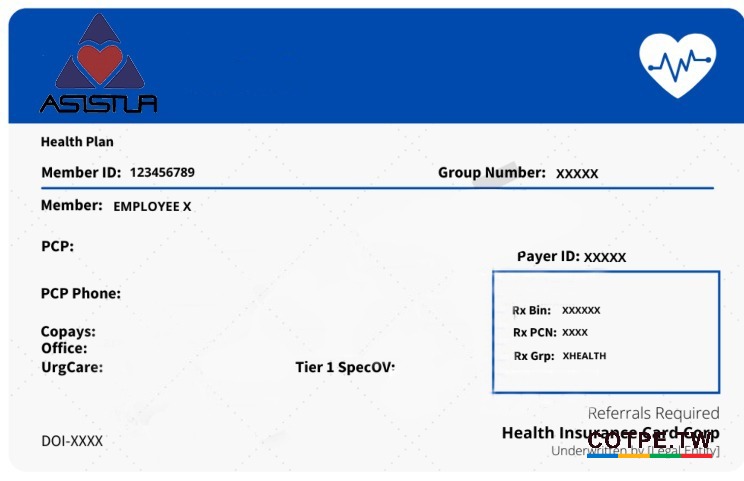 ASISTUR
Health Plan
Member ID: 123456789
Group Number: XXXXX
Member: EMPLOYEE X
PCP:
Payer ID: XXXXX
PCP Phone:
Rx Bin: XXXXXX
Rx PCN: XXXX
Rx Grp: XHEALTH
Copays:
Office:
UrgCare:
Tier 1 SpecOV:
Referrals Required
Health Insurance Card Corp
COTPE.TW
Underwritten by [Legal Entity]
DOI-XXXX